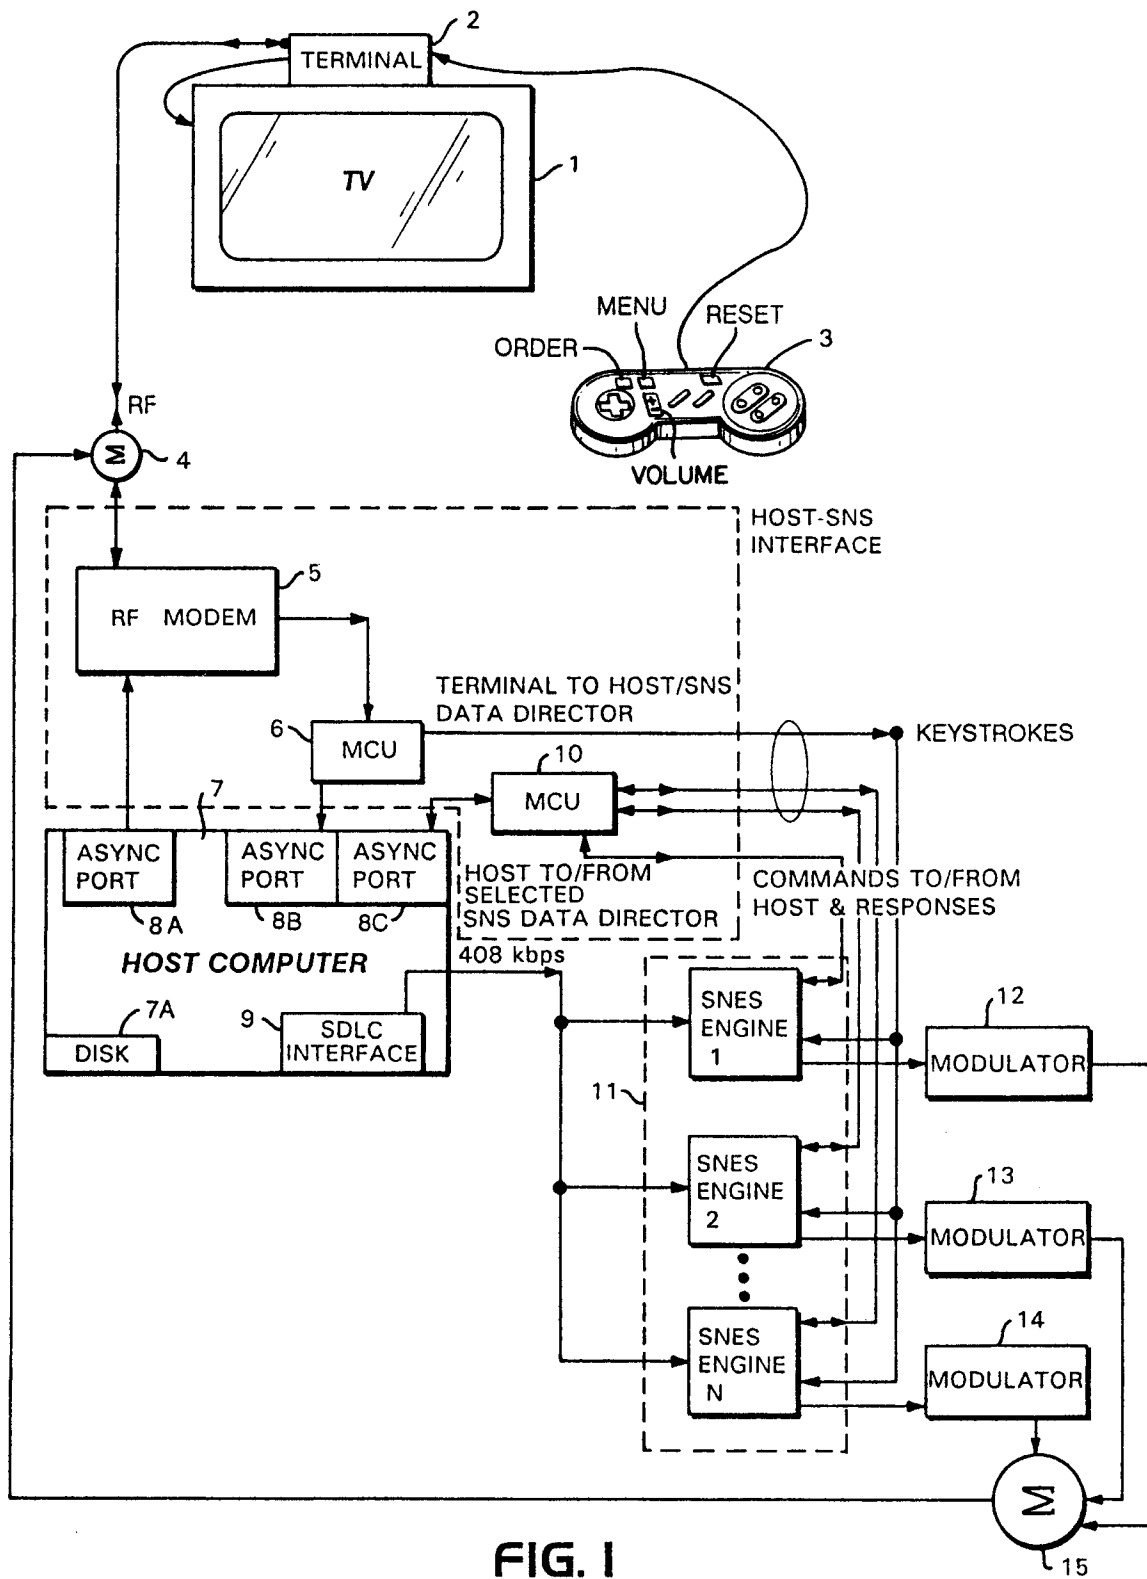 2
TERMINAL
TV
1
MENU
RESET
ORDER
3
VOLUME
RF
M
4
HOST-SNS
INTERFACE
5
RF MODEM
TERMINAL TO HOST/SNS
DATA DIRECTOR
6
MCU
KEYSTROKES
10
MCU
7
ASYNC
PORT
8A
ASYNC
PORT
8B
ASYNC
PORT
8C
HOST TO/FROM
SELECTED
SNS DATA DIRECTOR
COMMANDS TO/FROM
HOST & RESPONSES
HOST COMPUTER
408 kbps
7A
DISK
9
SDLC
INTERFACE
11
SNES
ENGINE
1
12
MODULATOR
SNES
ENGINE
2
13
MODULATOR
SNES
ENGINE
N
14
MODULATOR
M
15
FIG. 1